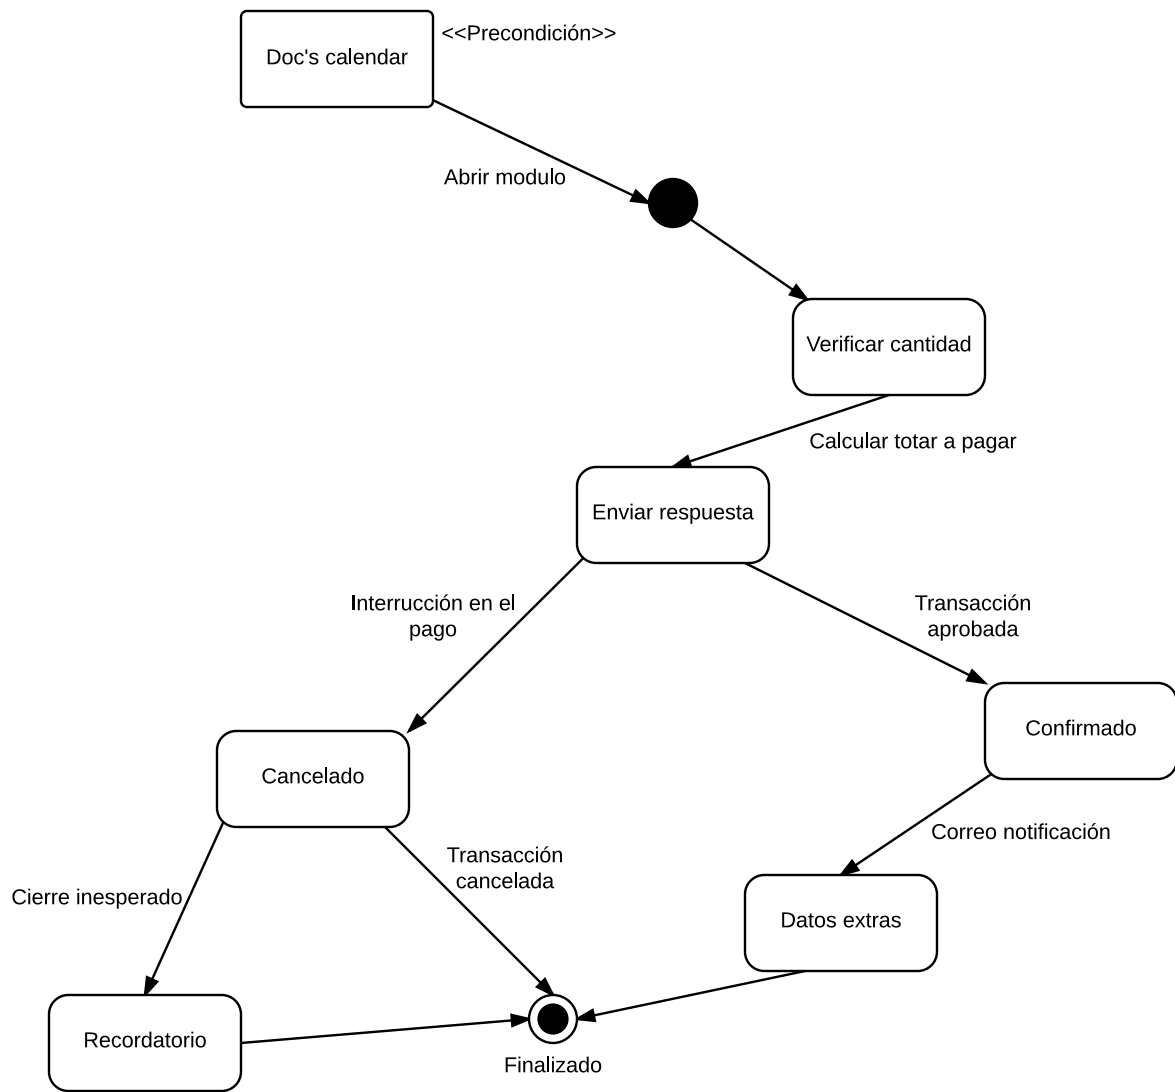 <<Precondición>>
Doc's calendar
Abrir modulo
Verificar cantidad
Calcular totar a pagar
Enviar respuesta
Interrucción en el
pago
Transacción
aprobada
Confirmado
Cancelado
Correo notificación
Transacción
cancelada
Cierre inesperado
Datos extras
Recordatorio
Finalizado